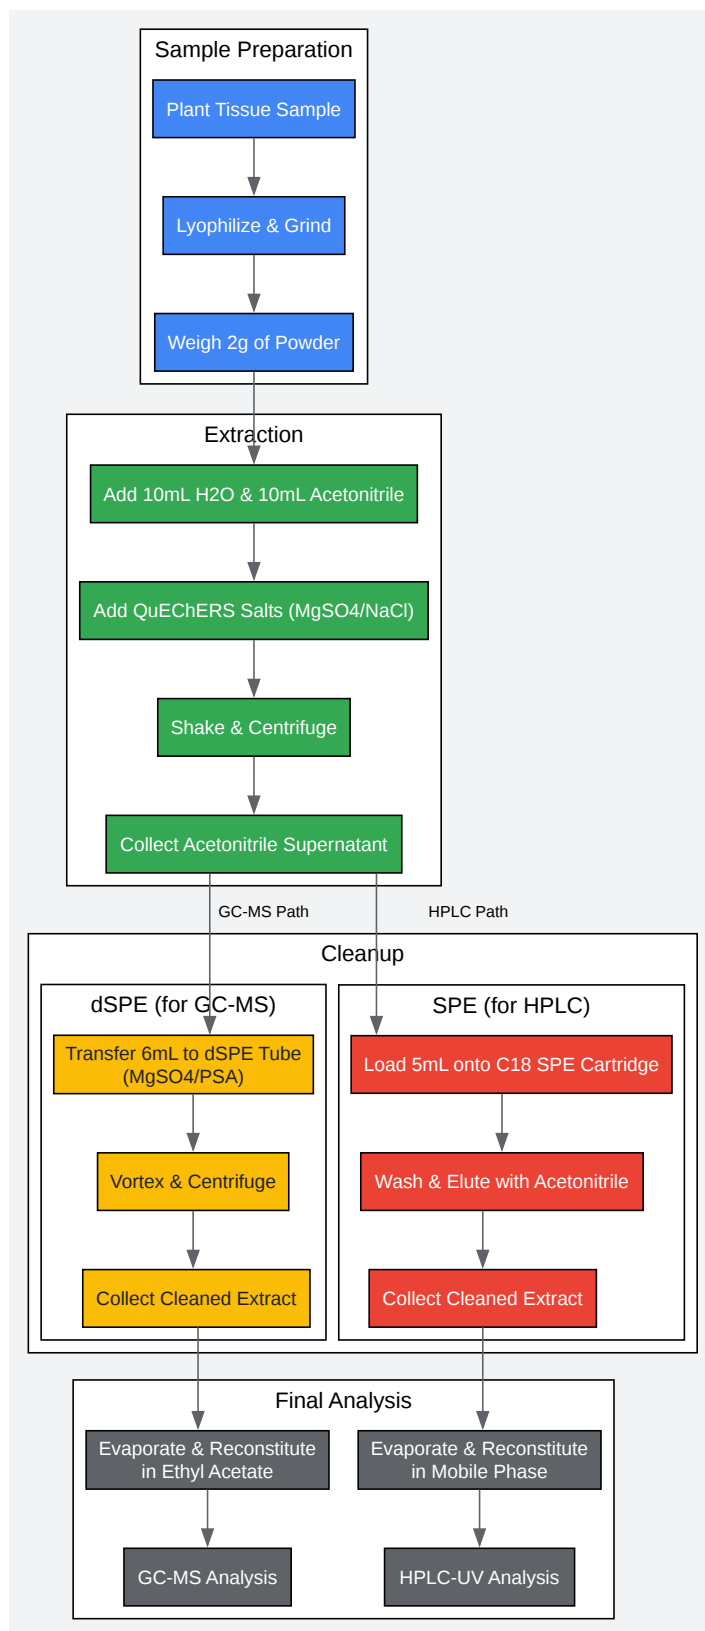 Sample Preparation
Plant Tissue Sample
Lyophilize & Grind
Weigh 2g of Powder
Extraction
Add 10mL H2O & 10mL Acetonitrile
Add QuEChERS Salts (MgSO4/NaCl)
Shake & Centrifuge
Collect Acetonitrile Supernatant
GC-MS Path
HPLC Path
Cleanup
dSPE (for GC-MS)
Transfer 6mL to dSPE Tube
(MgSO4/PSA)
Vortex & Centrifuge
Collect Cleaned Extract
SPE (for HPLC)
Load 5mL onto C18 SPE Cartridge
Wash & Elute with Acetonitrile
Collect Cleaned Extract
Final Analysis
Evaporate & Reconstitute
in Ethyl Acetate
GC-MS Analysis
Evaporate & Reconstitute
in Mobile Phase
HPLC-UV Analysis